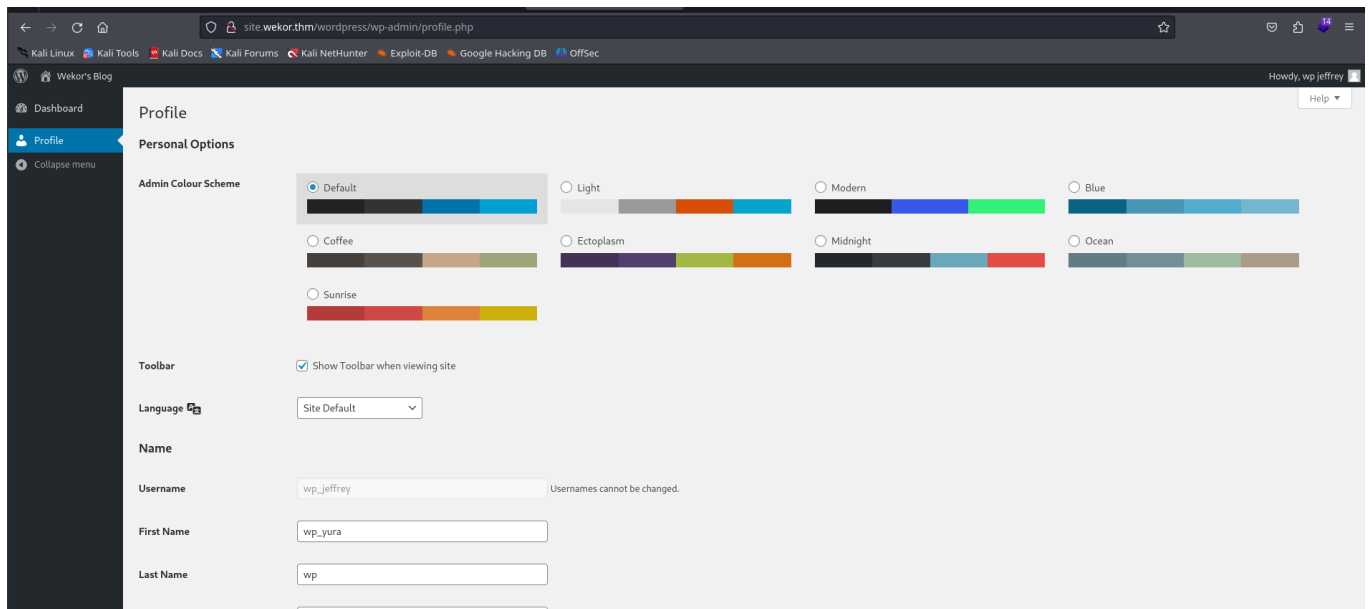 site.wekor.thm/wordpress/wp-admin/profile.php
14
Kali Linux Kali Tools Kali Docs Kali Forums Kali NetHunter Exploit-DB Google Hacking DB OffSec
Wekor's Blog Howdy, wp jeffrey
Dashboard
Profile
Collapse menu
Help
Profile
Personal Options
Admin Colour Scheme
Default Light Modern Blue
Coffee Ectoplasm Midnight Ocean
Sunrise
Toolbar Show Toolbar when viewing site
Language Site Default
Name
Username wp_jeffrey Usernames cannot be changed.
First Name wp_yura
Last Name wp